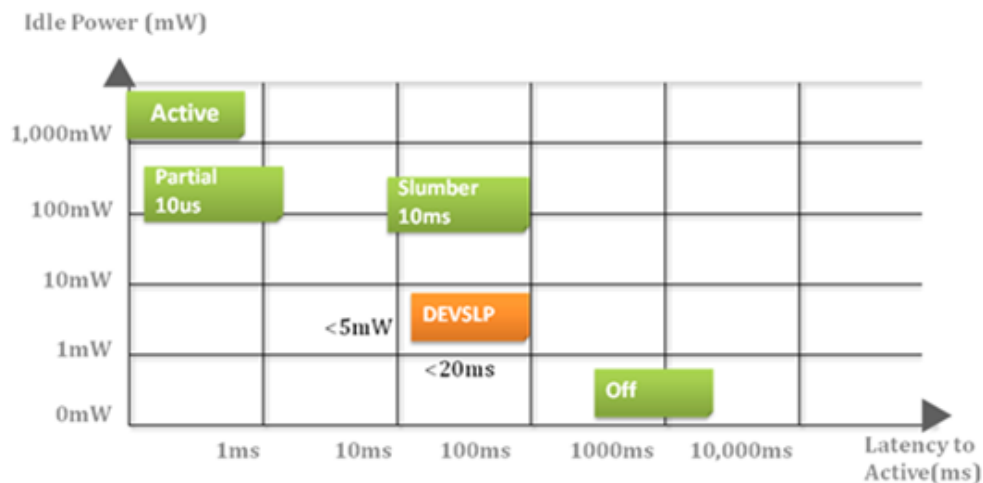 Idle Power (mW)
Active
1,000mW
Partial
10us
Slumber
10ms
100mW
10mW
DEVSLP
<5mW
1mW
<20ms
Off
0mW
1ms
10ms
100ms
1000ms
10,000ms
Latency to
Active(ms)